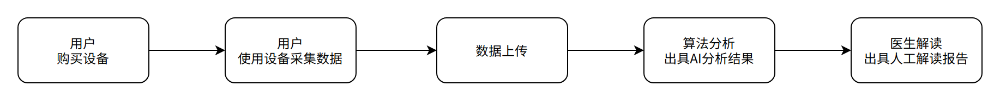 用户
购买设备
用户
使用设备采集数据
数据上传
算法分析
出具AI分析结果
医生解读
出具人工解读报告